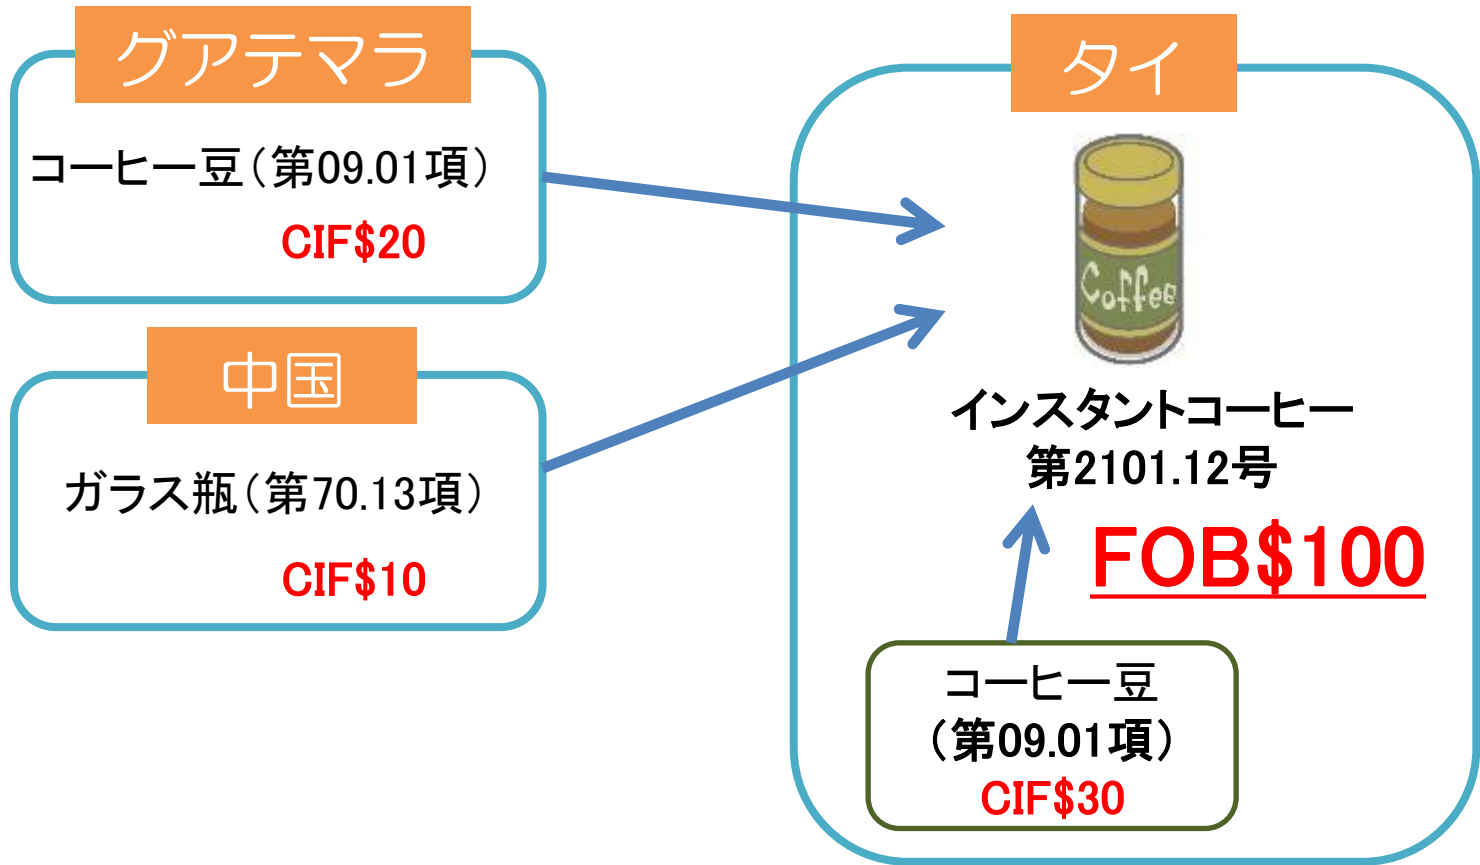 グアテマラ
コーヒー豆(第09.01項)
CIF$20
中国
ガラス瓶(第70.13項)
CIF$10
タイ
Coffee
インスタントコーヒー
第2101.12号
FOB$100
コーヒー豆
(第09.01項)
CIF$30